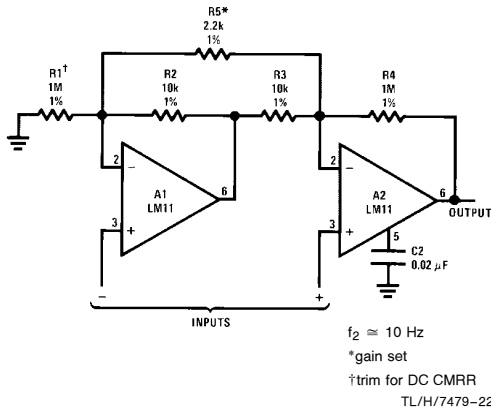 R5*
2.2k
1%
R1†
1M
1%
R2
10k
1%
R3
10k
1%
R4
1M
1%
2
−
A1
LM11
6
3
+
2
−
A2
LM11
6
OUTPUT
3
+
5
C2
0.02 μF
−
+
INPUTS
f₂ ≃ 10 Hz
*gain set
†trim for DC CMRR
TL/H/7479–22